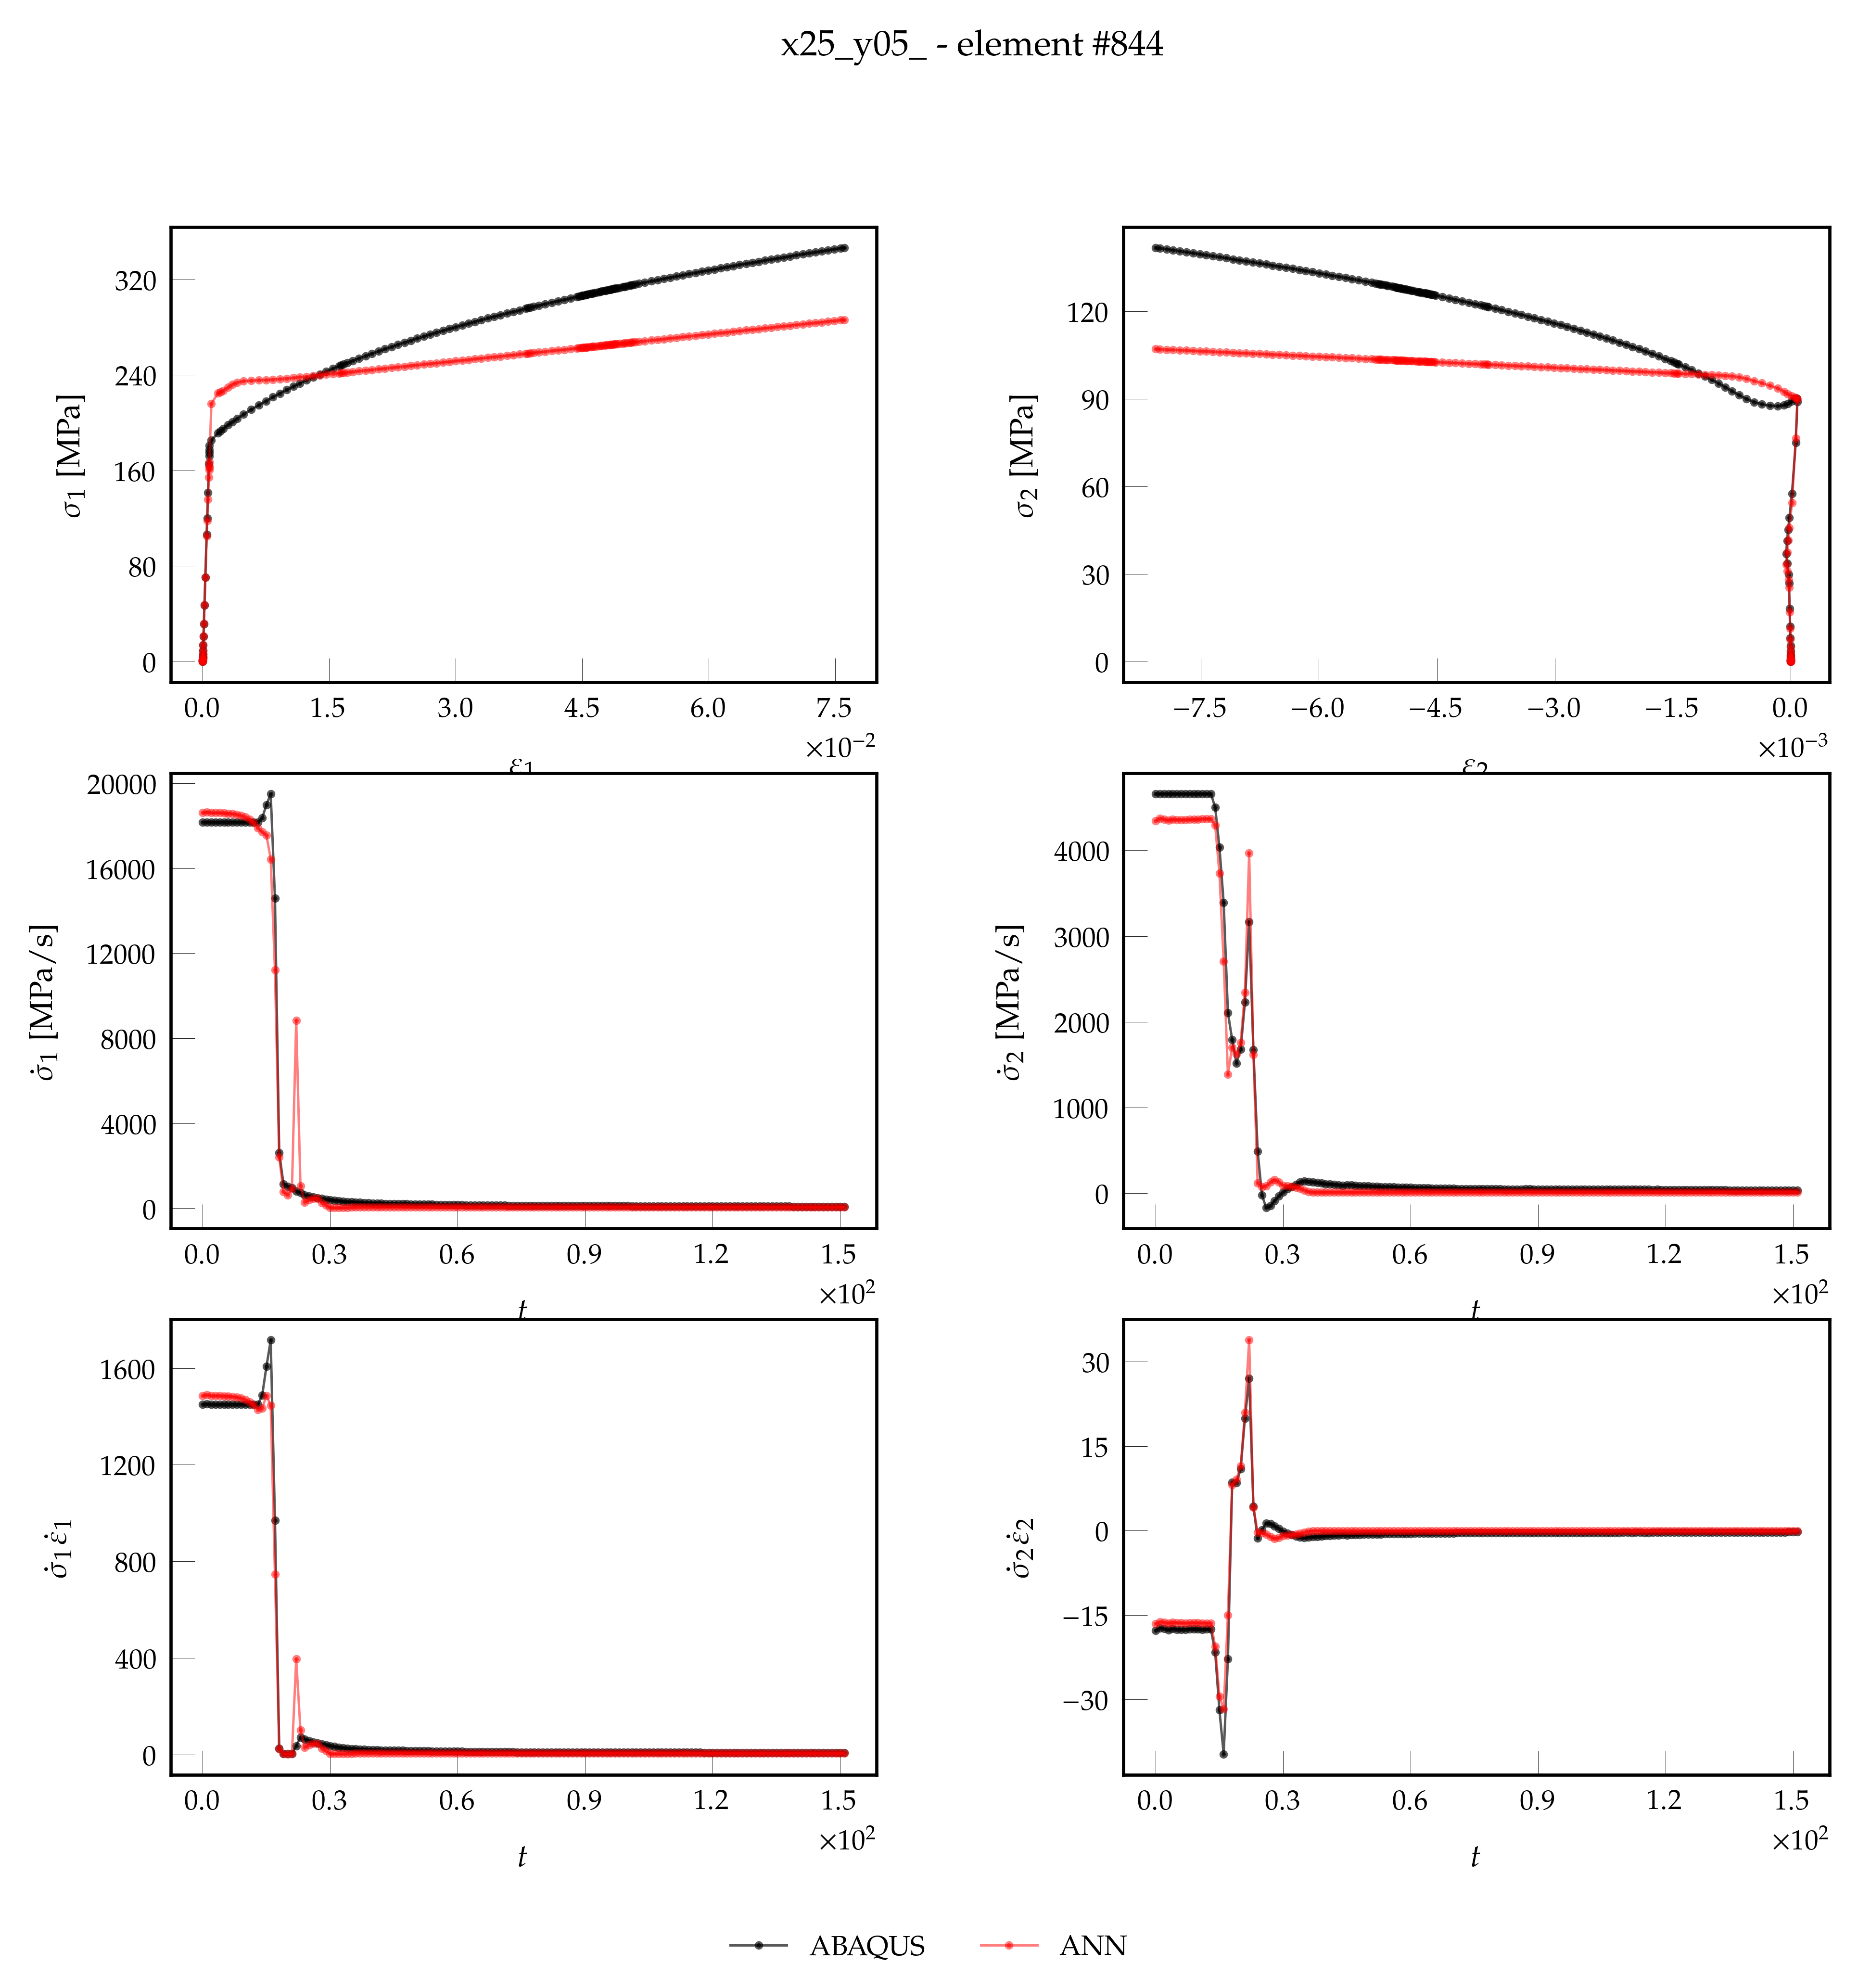 x25_y05_ - element #844
σ₁ [MPa]
320
240
160
80
0
0.0 1.5 3.0 4.5 6.0 7.5
×10⁻²
ε₁
σ₂ [MPa]
120
90
60
30
0
−7.5 −6.0 −4.5 −3.0 −1.5 0.0
×10⁻³
ε₂
σ̇₁ [MPa/s]
20000
16000
12000
8000
4000
0
0.0 0.3 0.6 0.9 1.2 1.5
×10²
t
σ̇₂ [MPa/s]
4000
3000
2000
1000
0
0.0 0.3 0.6 0.9 1.2 1.5
×10²
t
σ̇₁ε̇₁
1600
1200
800
400
0
0.0 0.3 0.6 0.9 1.2 1.5
×10²
t
σ̇₂ε̇₂
30
15
0
−15
−30
0.0 0.3 0.6 0.9 1.2 1.5
×10²
t
ABAQUS ANN